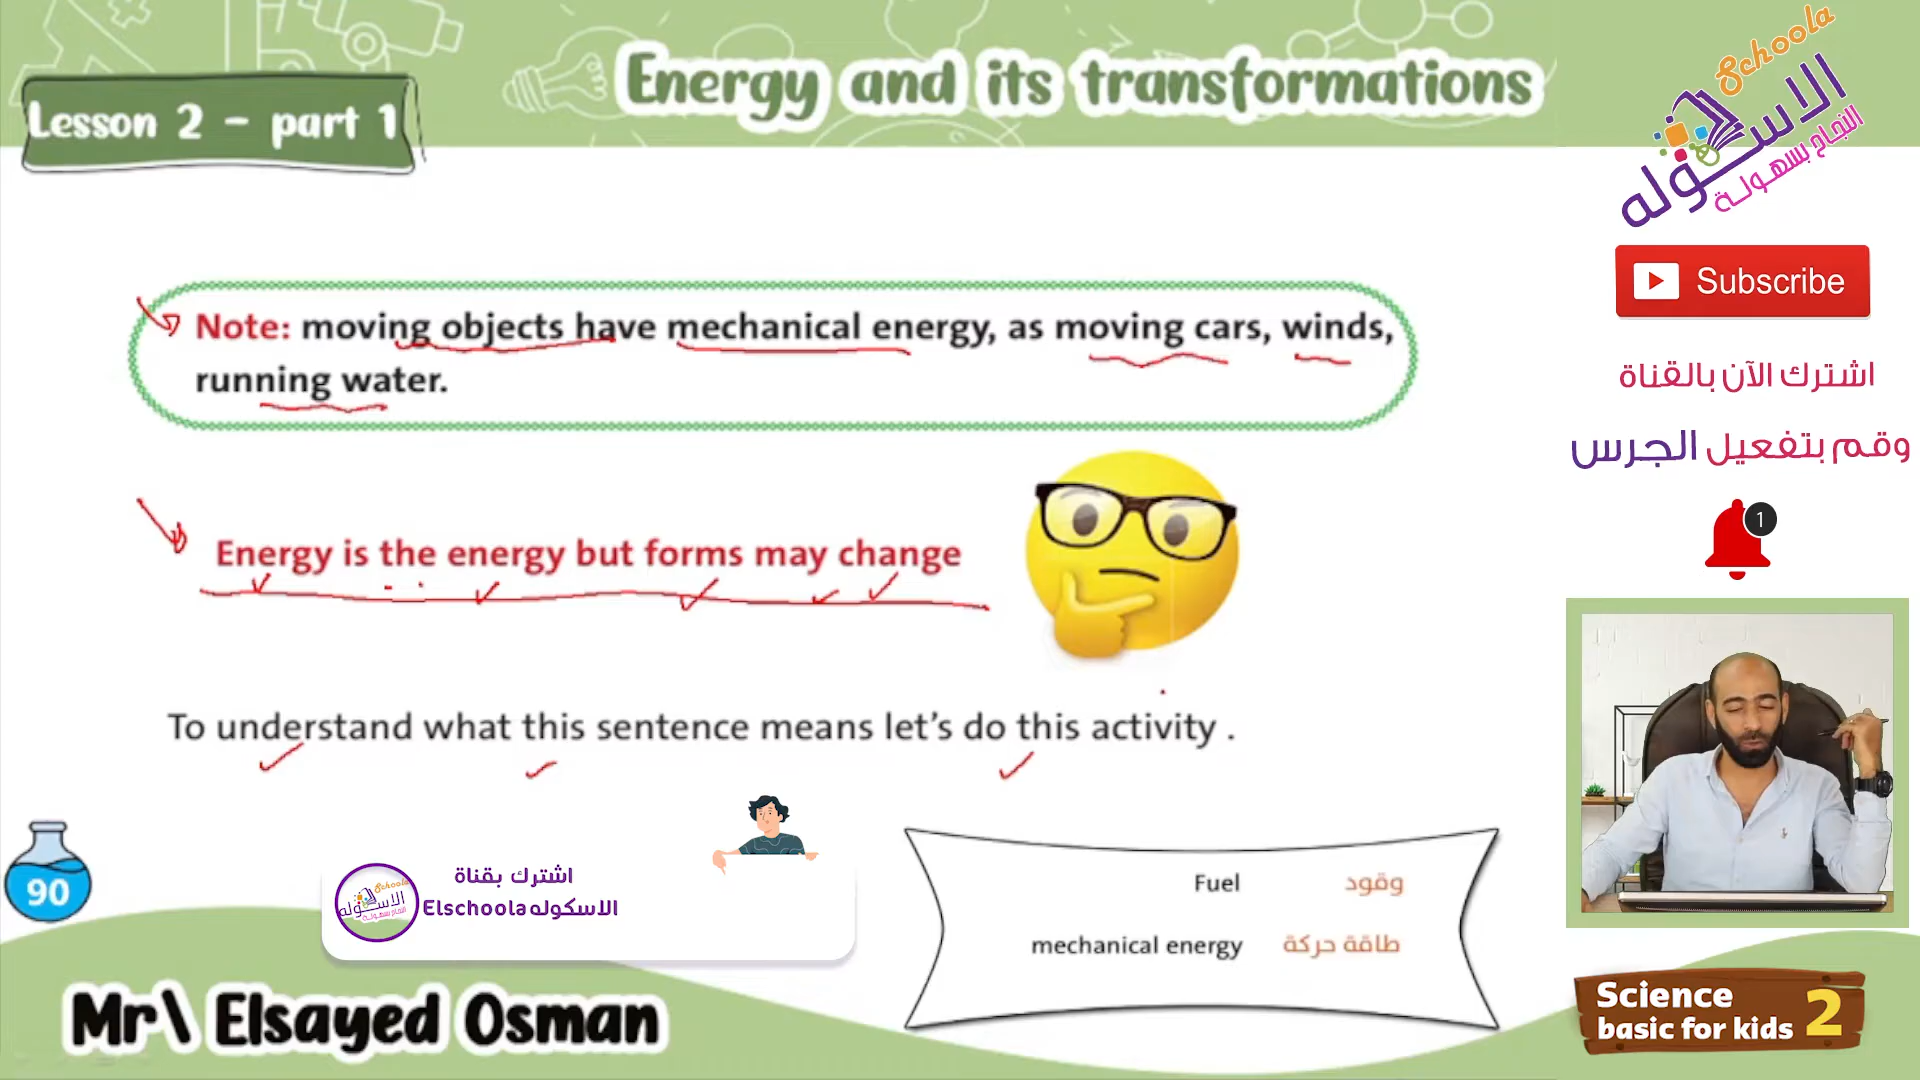 Energy and its transformations
Lesson 2 - part 1
Schoola
الاسكوله
النجاح بسهولة
Subscribe
اشترك الآن بالقناة
وقم بتفعيل الجرس
1
Note: moving objects have mechanical energy, as moving cars, winds,
running water.
Energy is the energy but forms may change
To understand what this sentence means let's do this activity .
90
Schoola
الاسكوله
اشترك بقناة
الاسكوله Elschoola
Fuel وقود
mechanical energy طاقة حركة
Mr\ Elsayed Osman
Science
basic for kids 2